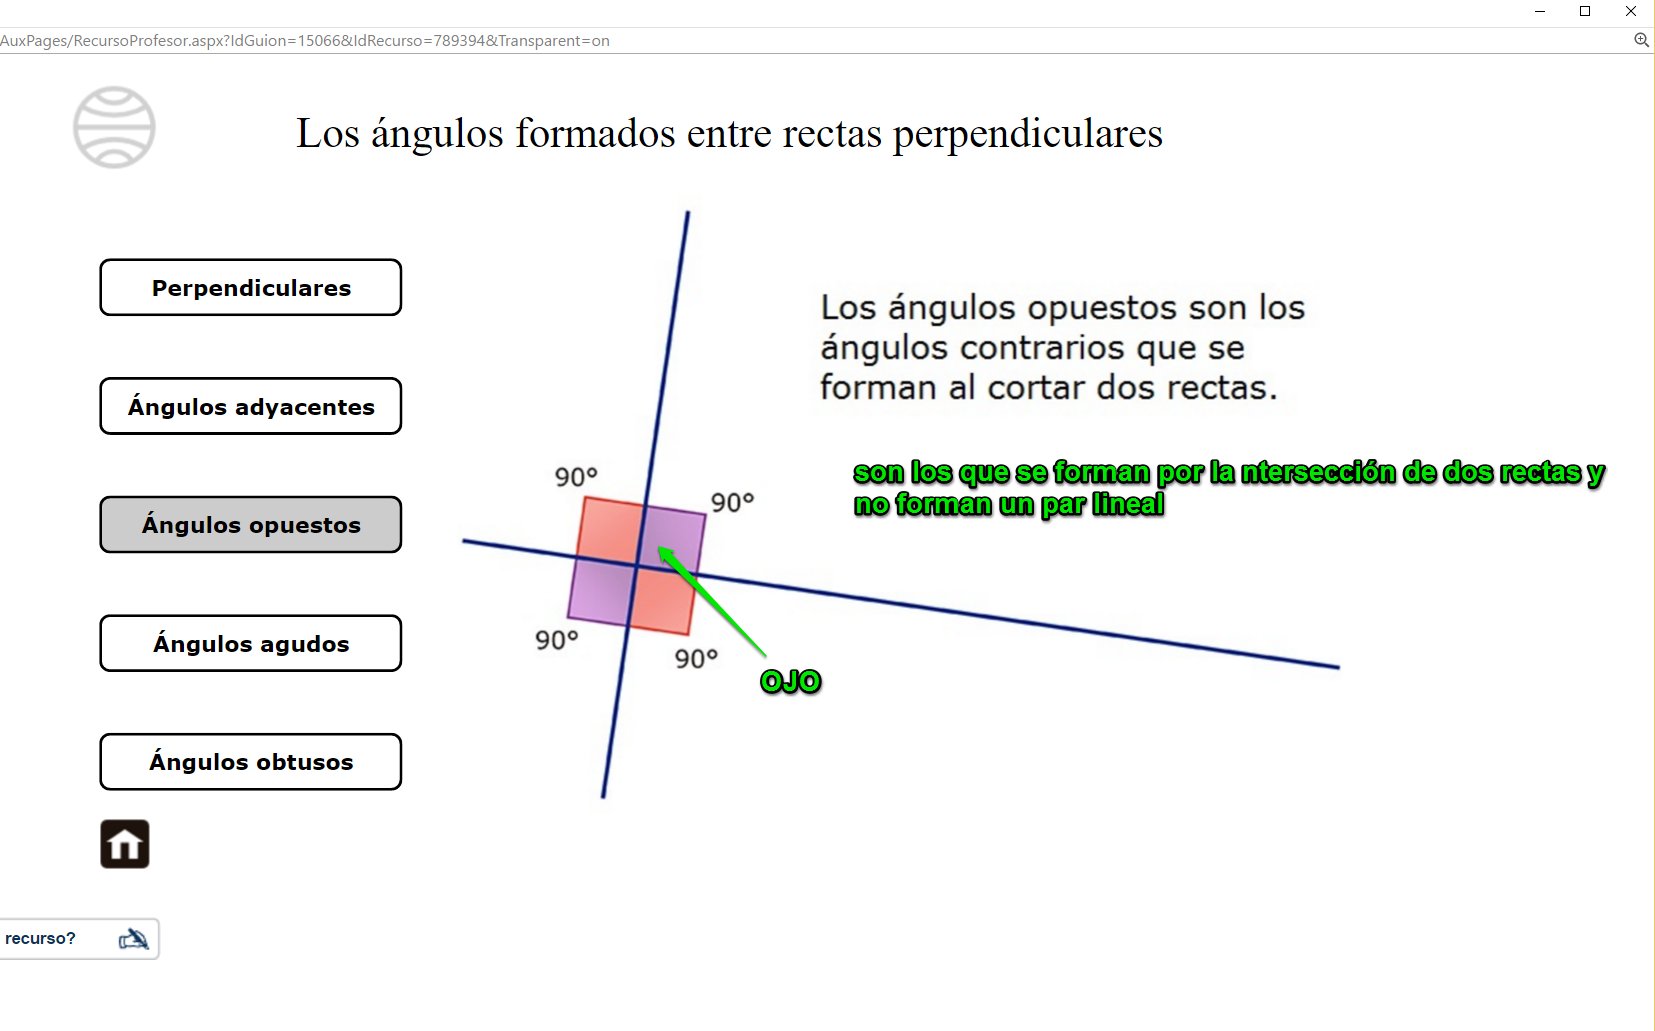 AuxPages/RecursoProfesor.aspx?IdGuion=15066&IdRecurso=789394&Transparent=on
Los ángulos formados entre rectas perpendiculares
Perpendiculares
Ángulos adyacentes
Ángulos opuestos
Ángulos agudos
Ángulos obtusos
Los ángulos opuestos son los
ángulos contrarios que se
forman al cortar dos rectas.
son los que se forman por la ntersección de dos rectas y
no forman un par lineal
90°
90°
90°
90°
OJO
recurso?